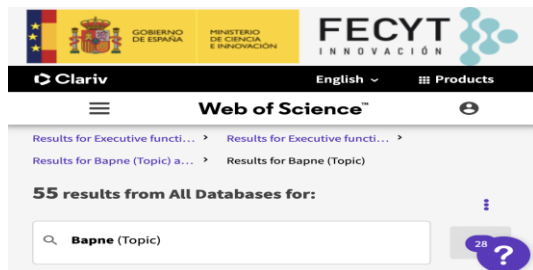 GOBIERNO DE ESPAÑA
MINISTERIO DE CIENCIA E INNOVACIÓN
FECYT
INNOVACIÓN
Clariv
English
Products
Web of Science™
Results for Executive functi... > Results for Executive functi... >
Results for Bapne (Topic) a... > Results for Bapne (Topic)
55 results from All Databases for:
Bapne (Topic)
28
?